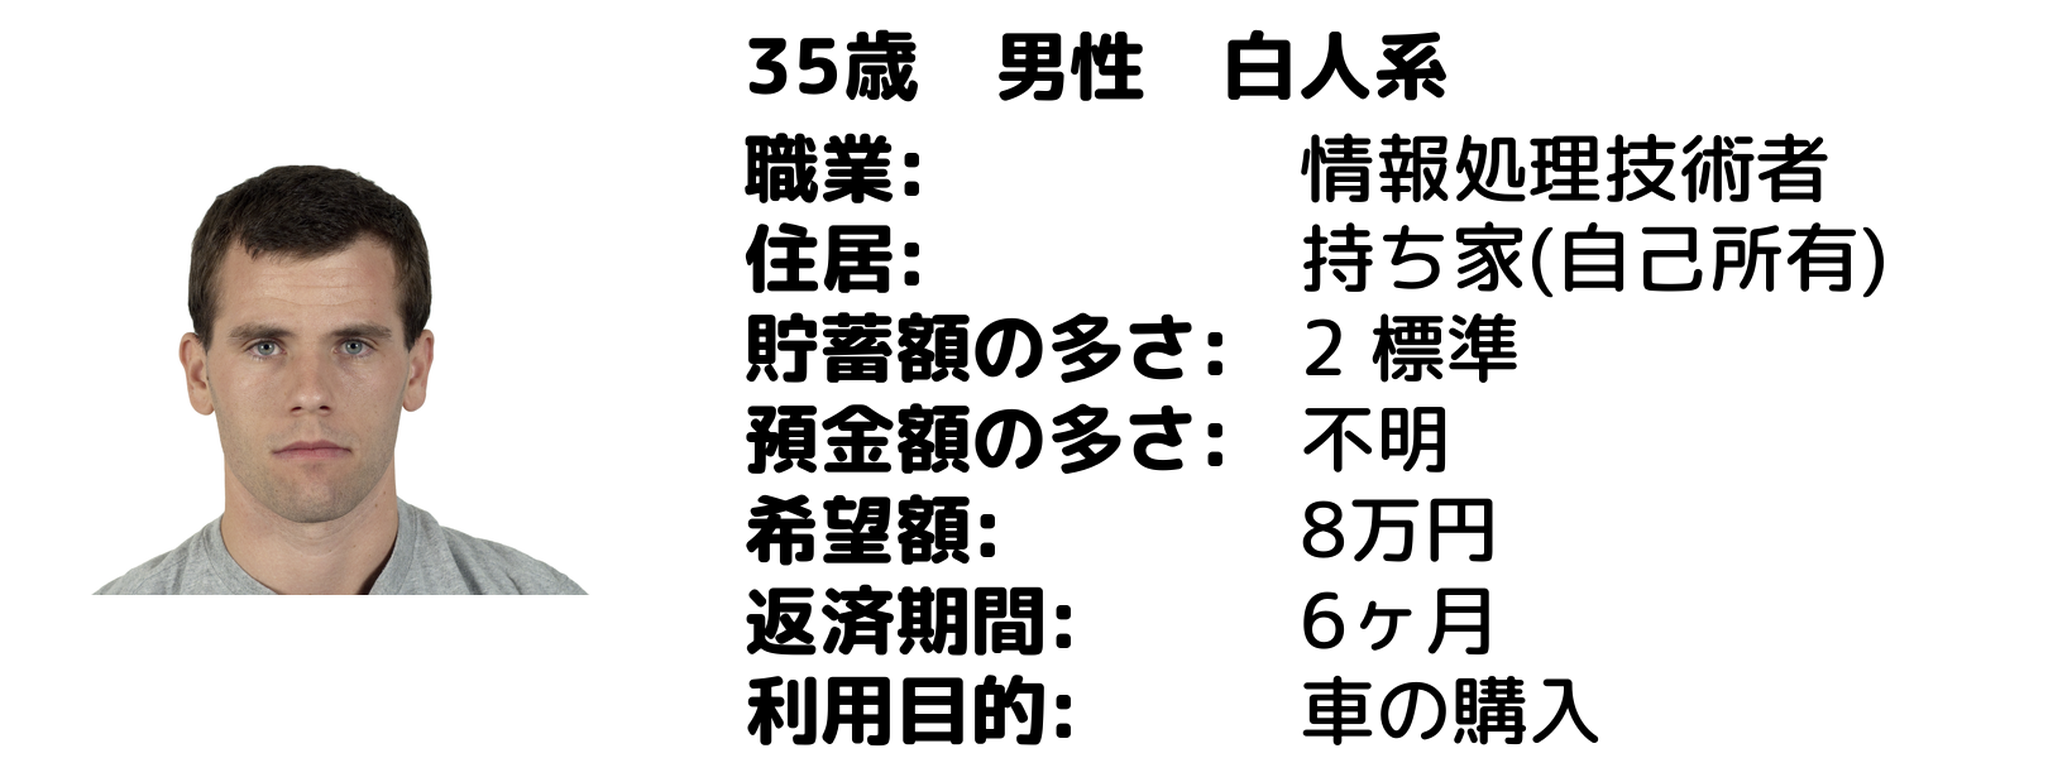 35歳　男性　白人系
職業:　情報処理技術者
住居:　持ち家(自己所有)
貯蓄額の多さ:　2 標準
預金額の多さ:　不明
希望額:　8万円
返済期間:　6ヶ月
利用目的:　車の購入